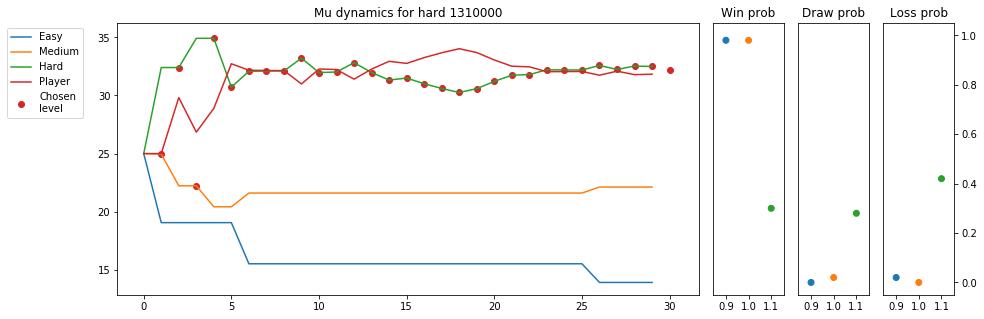 Mu dynamics for hard 1310000
Win prob
Draw prob
Loss prob
Easy
Medium
Hard
Player
Chosen
level
35
30
25
20
15
0
5
10
15
20
25
30
0.9
1.0
1.1
0.9
1.0
1.1
0.9
1.0
1.1
1.0
0.8
0.6
0.4
0.2
0.0